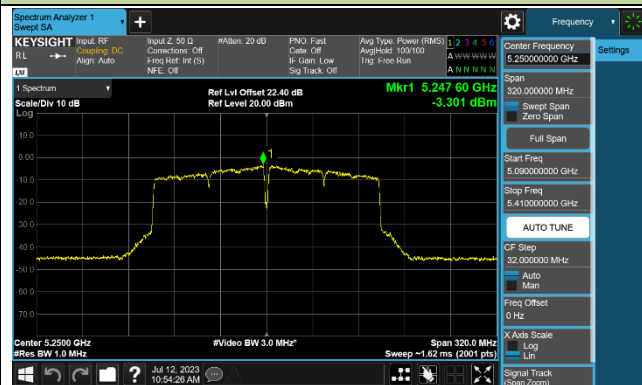 Spectrum Analyzer 1
Swept SA
Frequency
KEYSIGHT Input: RF Input Z: 50 Ω #Atten: 20 dB PNO: Fast Avg Type: Power (RMS) 1 2 3 4 5 6
RL Coupling: DC Corrections: Off Gate: Off Avg|Hold: 100/100 A W W W W W
Align: Auto Freq Ref: Int (S) IF Gain: Low Trig: Free Run
NFE: Off Sig Track: Off A N N N N N
LXI
1 Spectrum
Scale/Div 10 dB
Ref Lvl Offset 22.40 dB
Ref Level 20.00 dBm
Mkr1 5.247 60 GHz
-3.301 dBm
Log
10.0
0.00
-10.0
-20.0
-30.0
-40.0
-50.0
-60.0
-70.0
1
Center 5.2500 GHz
#Res BW 1.0 MHz
#Video BW 3.0 MHz*
Span 320.0 MHz
Sweep ~1.62 ms (2001 pts)
Center Frequency
5.25000000 GHz
Settings
Span
320.000000 MHz
Swept Span
Zero Span
Full Span
Start Freq
5.090000000 GHz
Stop Freq
5.410000000 GHz
AUTO TUNE
CF Step
32.000000 MHz
Auto
Man
Freq Offset
0 Hz
X Axis Scale
Log
Lin
Signal Track
(Span Zoom)
Jul 12, 2023
10:54:26 AM